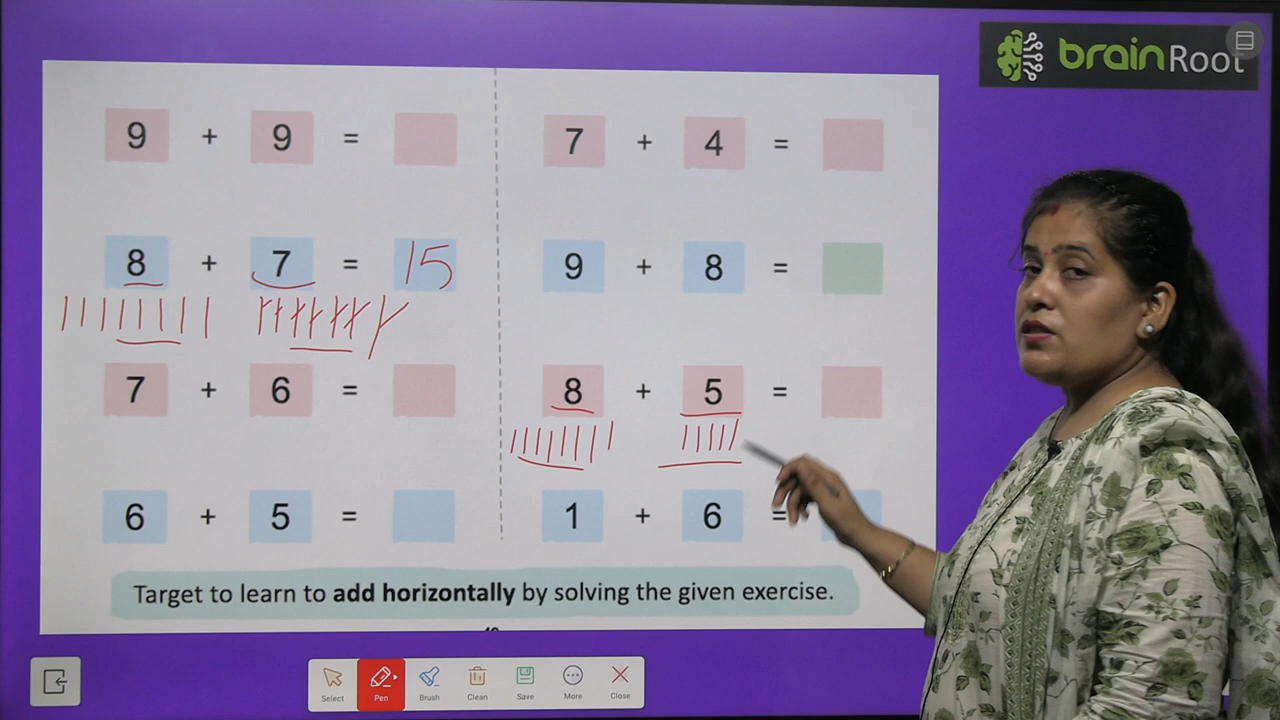 brainRoot
9 + 9 =
7 + 4 =
8 + 7 = 15
9 + 8 =
7 + 6 =
8 + 5 =
6 + 5 =
1 + 6 =
Target to learn to add horizontally by solving the given exercise.
Select Pen Brush Clean Save More Close